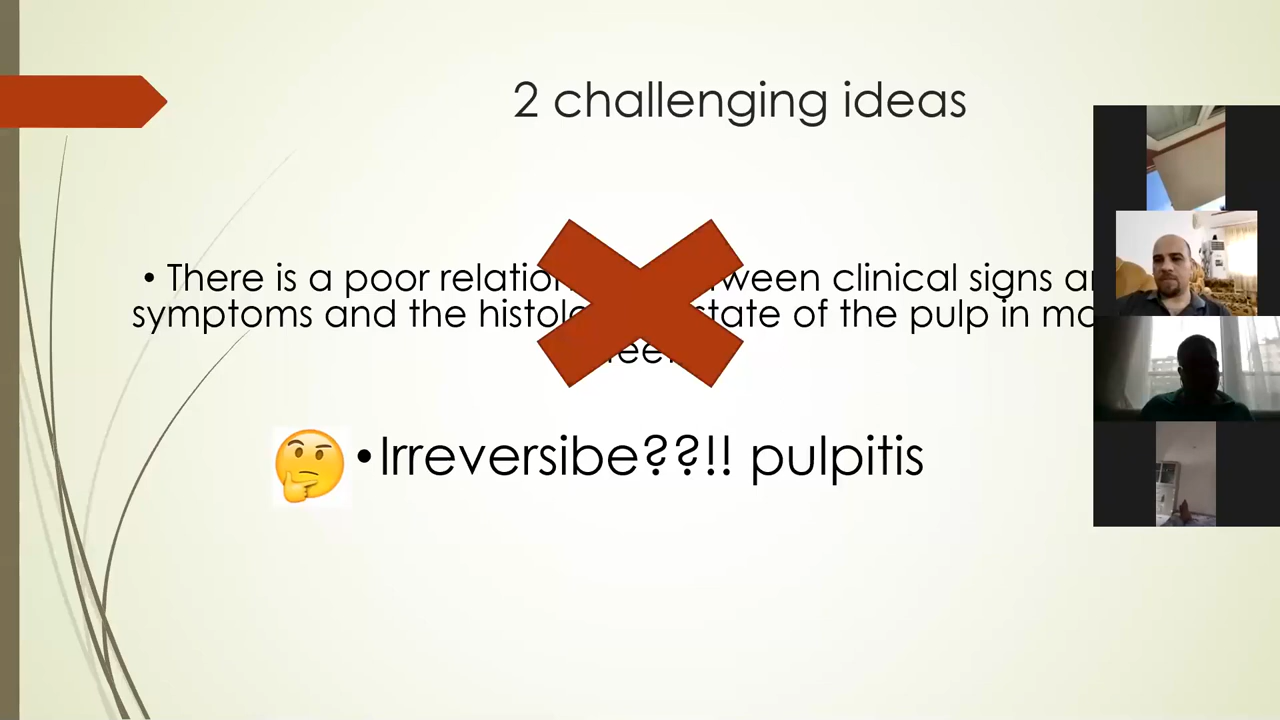 2 challenging ideas
• There is a poor relation ween clinical signs
symptoms and the histolo state of the pulp in
• Irreversibe??!! pulpitis